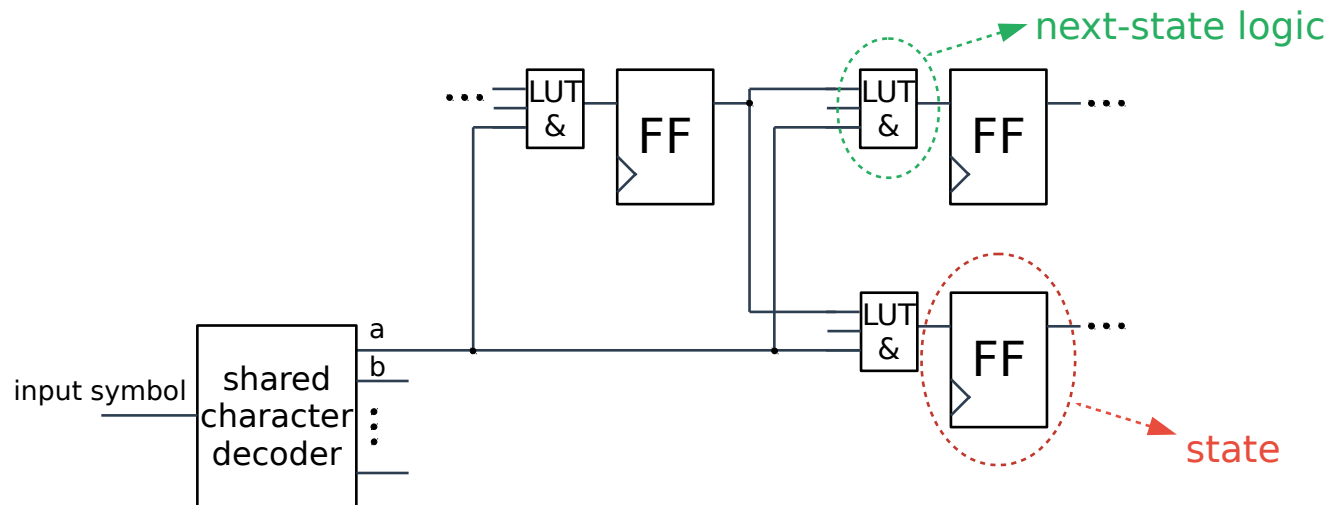 next-state logic
LUT
&
FF
LUT
&
FF
LUT
&
FF
a
b
input symbol
shared
character
decoder
state